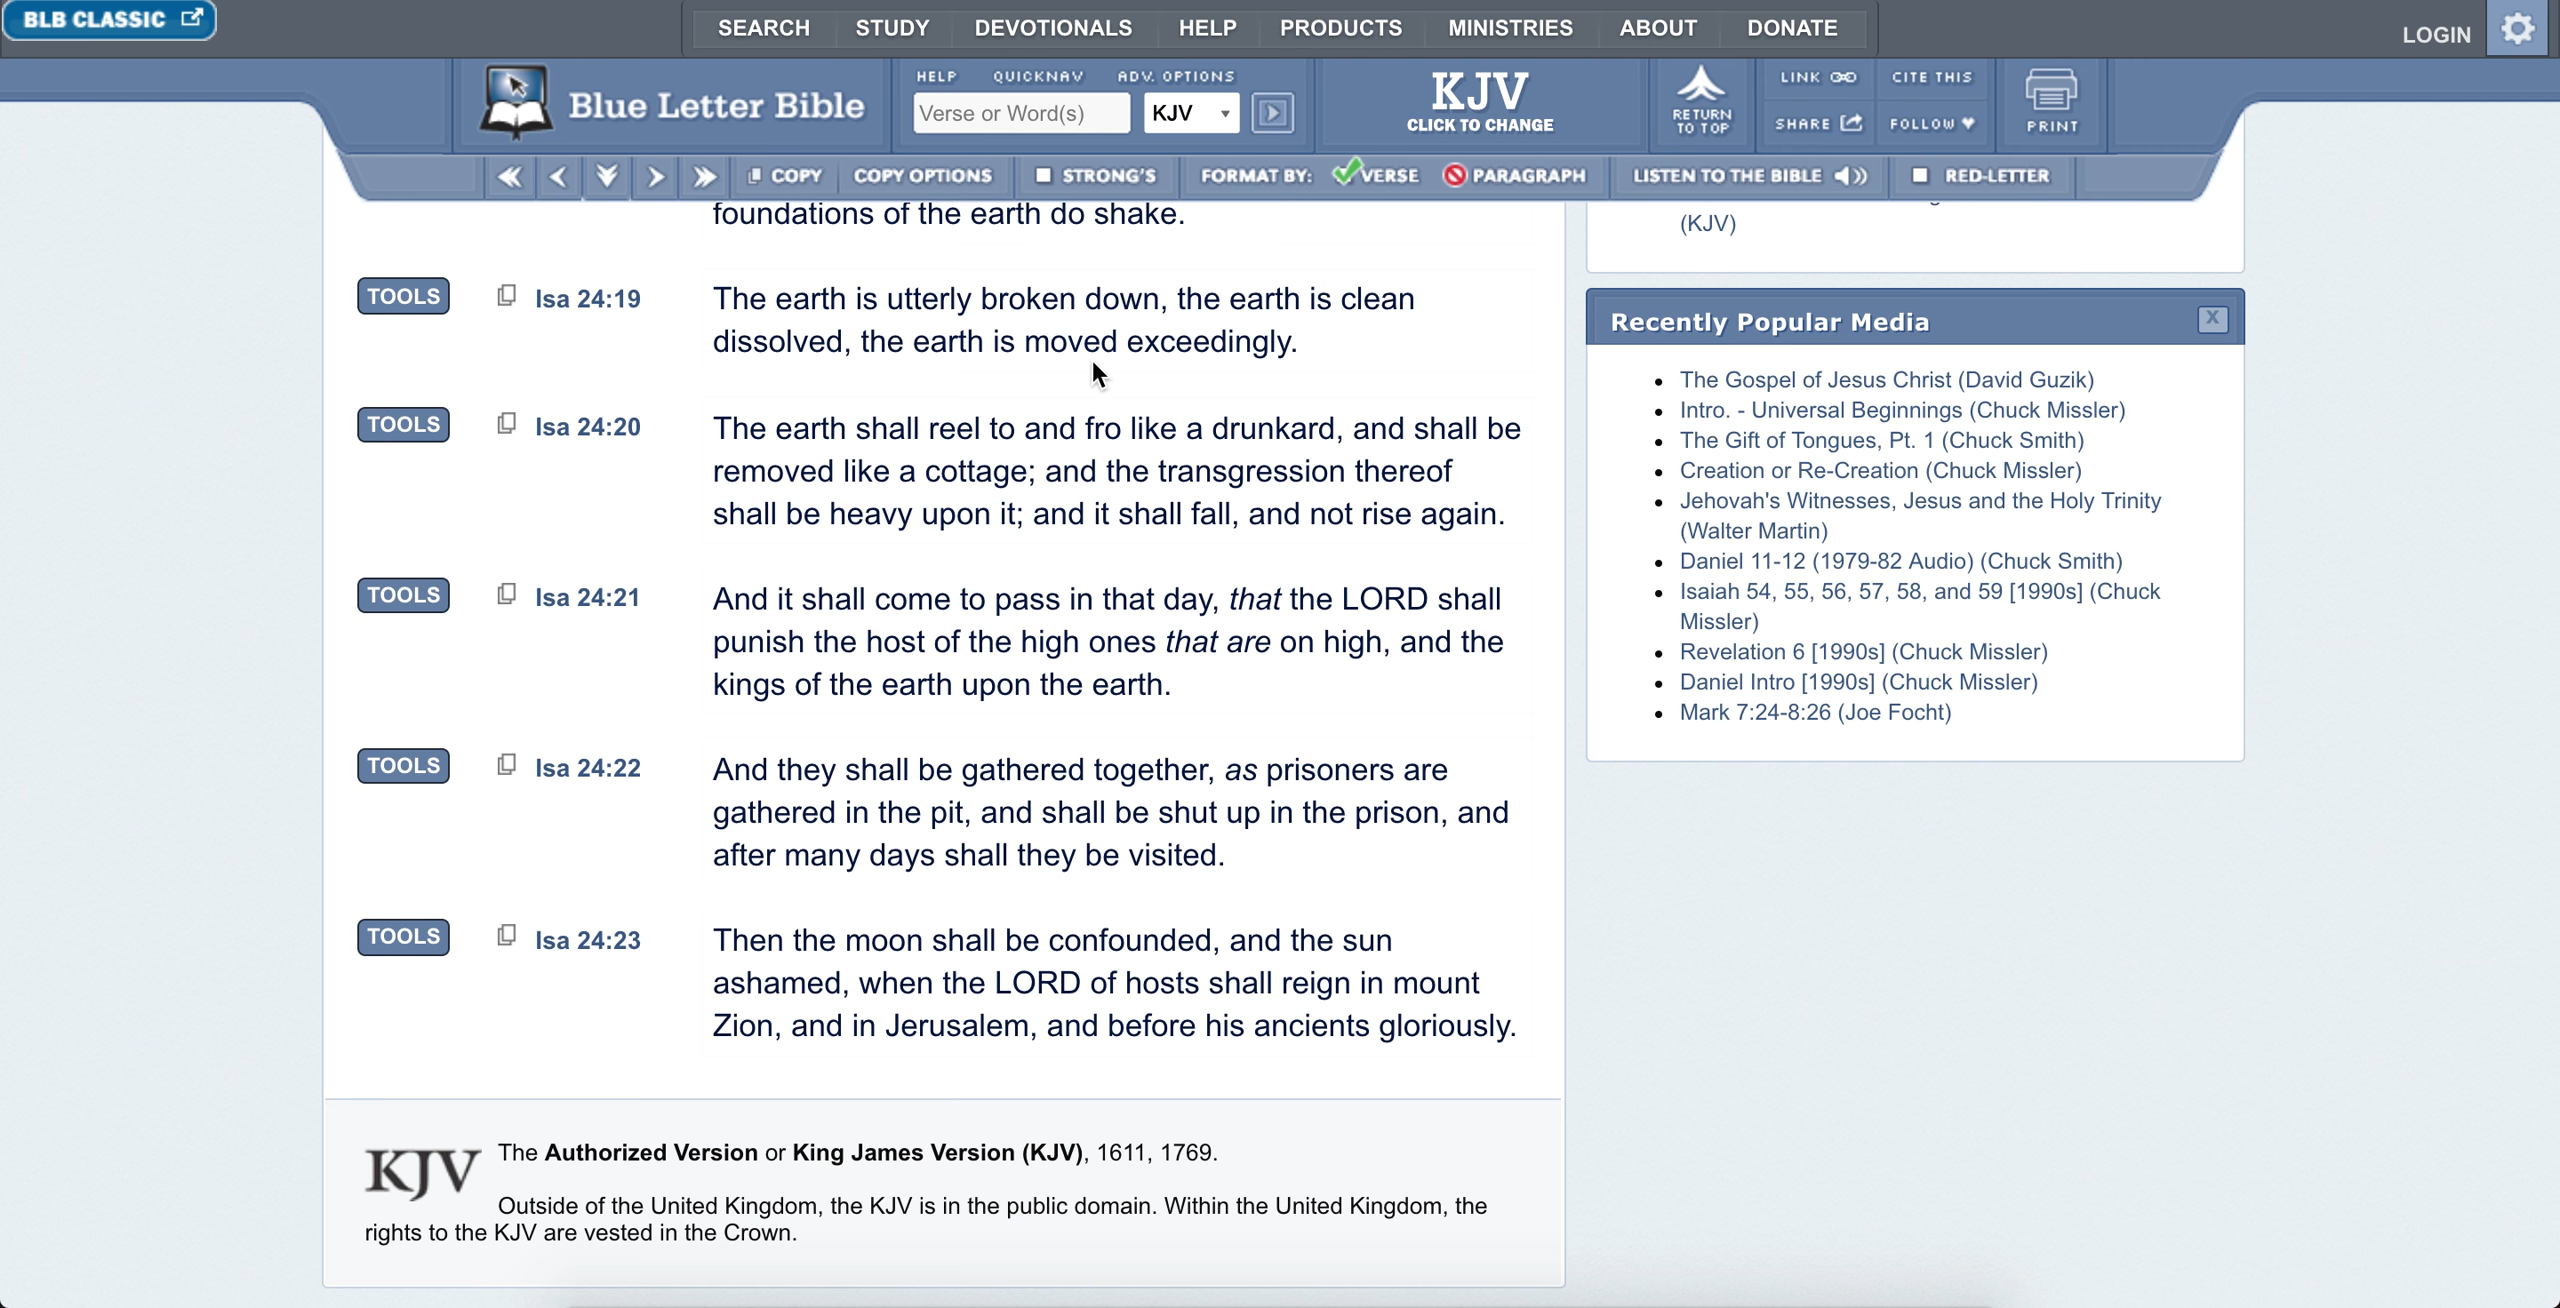 BLB CLASSIC
SEARCH STUDY DEVOTIONALS HELP PRODUCTS MINISTRIES ABOUT DONATE
LOGIN
Blue Letter Bible
HELP QUICKNAV ADV. OPTIONS
Verse or Word(s) KJV
KJV
CLICK TO CHANGE
RETURN
TO TOP
LINK CITE THIS
SHARE FOLLOW
PRINT
COPY COPY OPTIONS STRONG'S FORMAT BY: VERSE PARAGRAPH LISTEN TO THE BIBLE RED-LETTER
foundations of the earth do shake.
TOOLS Isa 24:19 The earth is utterly broken down, the earth is clean
dissolved, the earth is moved exceedingly.
TOOLS Isa 24:20 The earth shall reel to and fro like a drunkard, and shall be
removed like a cottage; and the transgression thereof
shall be heavy upon it; and it shall fall, and not rise again.
TOOLS Isa 24:21 And it shall come to pass in that day, that the LORD shall
punish the host of the high ones that are on high, and the
kings of the earth upon the earth.
TOOLS Isa 24:22 And they shall be gathered together, as prisoners are
gathered in the pit, and shall be shut up in the prison, and
after many days shall they be visited.
TOOLS Isa 24:23 Then the moon shall be confounded, and the sun
ashamed, when the LORD of hosts shall reign in mount
Zion, and in Jerusalem, and before his ancients gloriously.
KJV
The Authorized Version or King James Version (KJV), 1611, 1769.
Outside of the United Kingdom, the KJV is in the public domain. Within the United Kingdom, the
rights to the KJV are vested in the Crown.
(KJV)
Recently Popular Media X
The Gospel of Jesus Christ (David Guzik)
Intro. - Universal Beginnings (Chuck Missler)
The Gift of Tongues, Pt. 1 (Chuck Smith)
Creation or Re-Creation (Chuck Missler)
Jehovah's Witnesses, Jesus and the Holy Trinity
(Walter Martin)
Daniel 11-12 (1979-82 Audio) (Chuck Smith)
Isaiah 54, 55, 56, 57, 58, and 59 [1990s] (Chuck
Missler)
Revelation 6 [1990s] (Chuck Missler)
Daniel Intro [1990s] (Chuck Missler)
Mark 7:24-8:26 (Joe Focht)